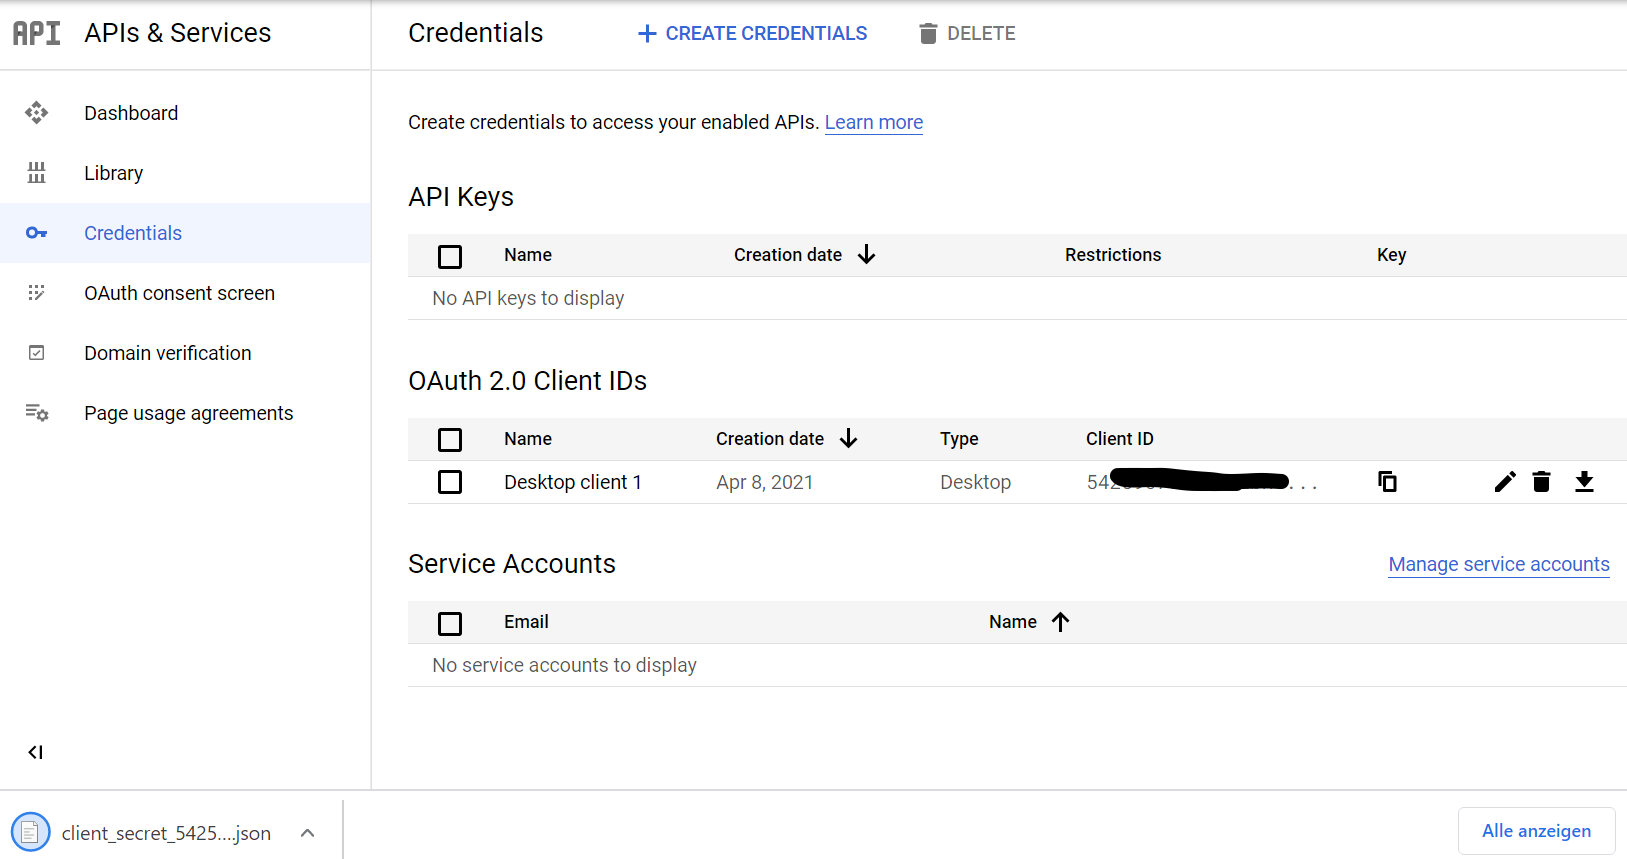 API APIs & Services
Credentials
CREATE CREDENTIALS
DELETE
Dashboard
Library
Credentials
OAuth consent screen
Domain verification
Page usage agreements
Create credentials to access your enabled APIs. Learn more
API Keys
Name Creation date Restrictions Key
No API keys to display
OAuth 2.0 Client IDs
Name Creation date Type Client ID
Desktop client 1 Apr 8, 2021 Desktop 54 ...
Service Accounts
Manage service accounts
Email Name
No service accounts to display
client_secret_5425....json
Alle anzeigen